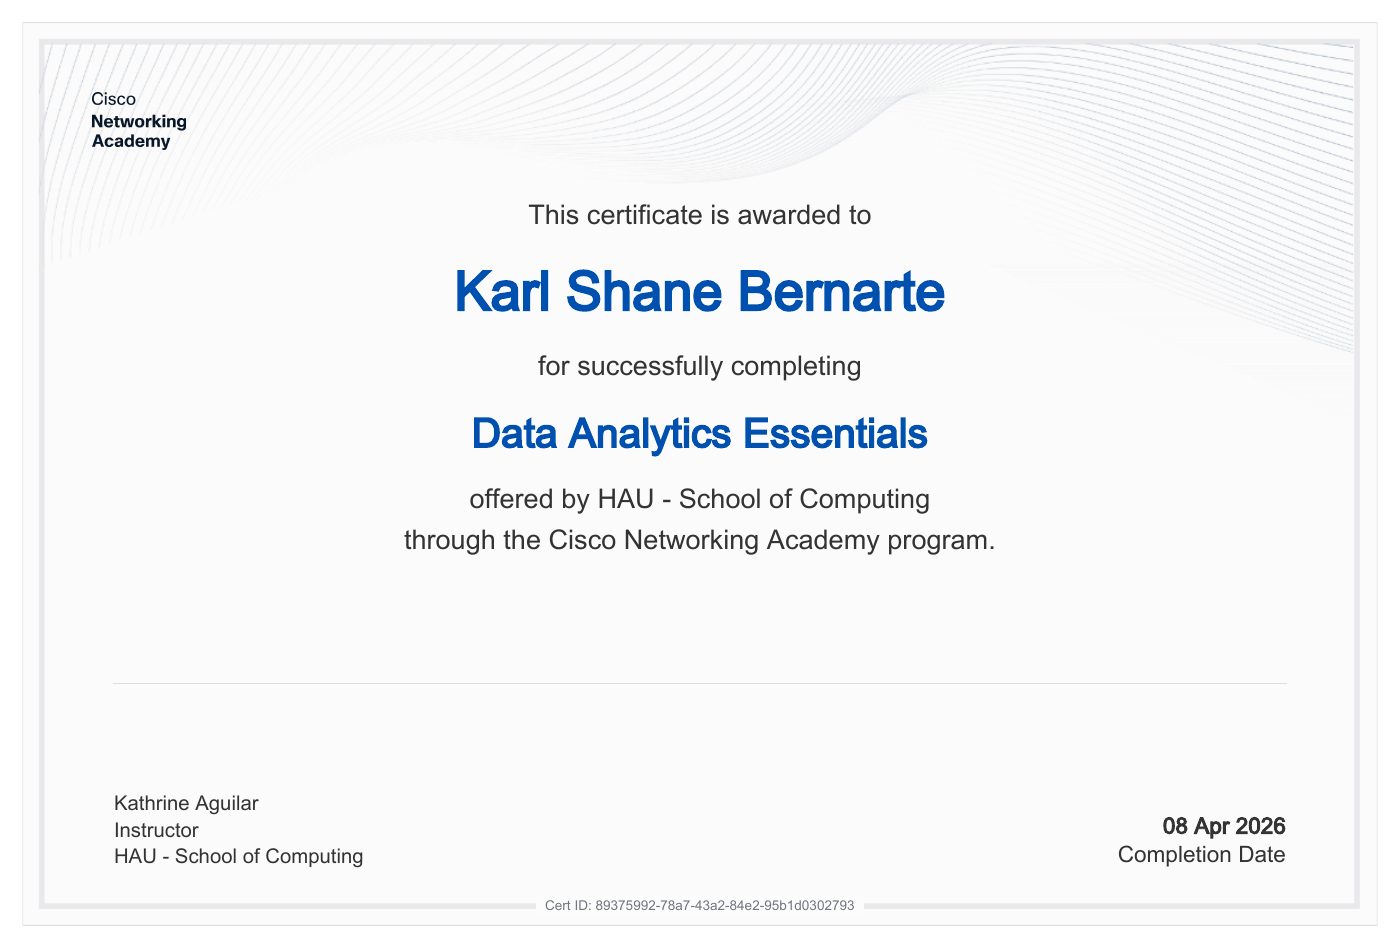 Cisco
Networking
Academy
This certificate is awarded to
Karl Shane Bernarte
for successfully completing
Data Analytics Essentials
offered by HAU - School of Computing
through the Cisco Networking Academy program.
Kathrine Aguilar
Instructor
HAU - School of Computing
08 Apr 2026
Completion Date
Cert ID: 89375992-78a7-43a2-84e2-95b1d0302793